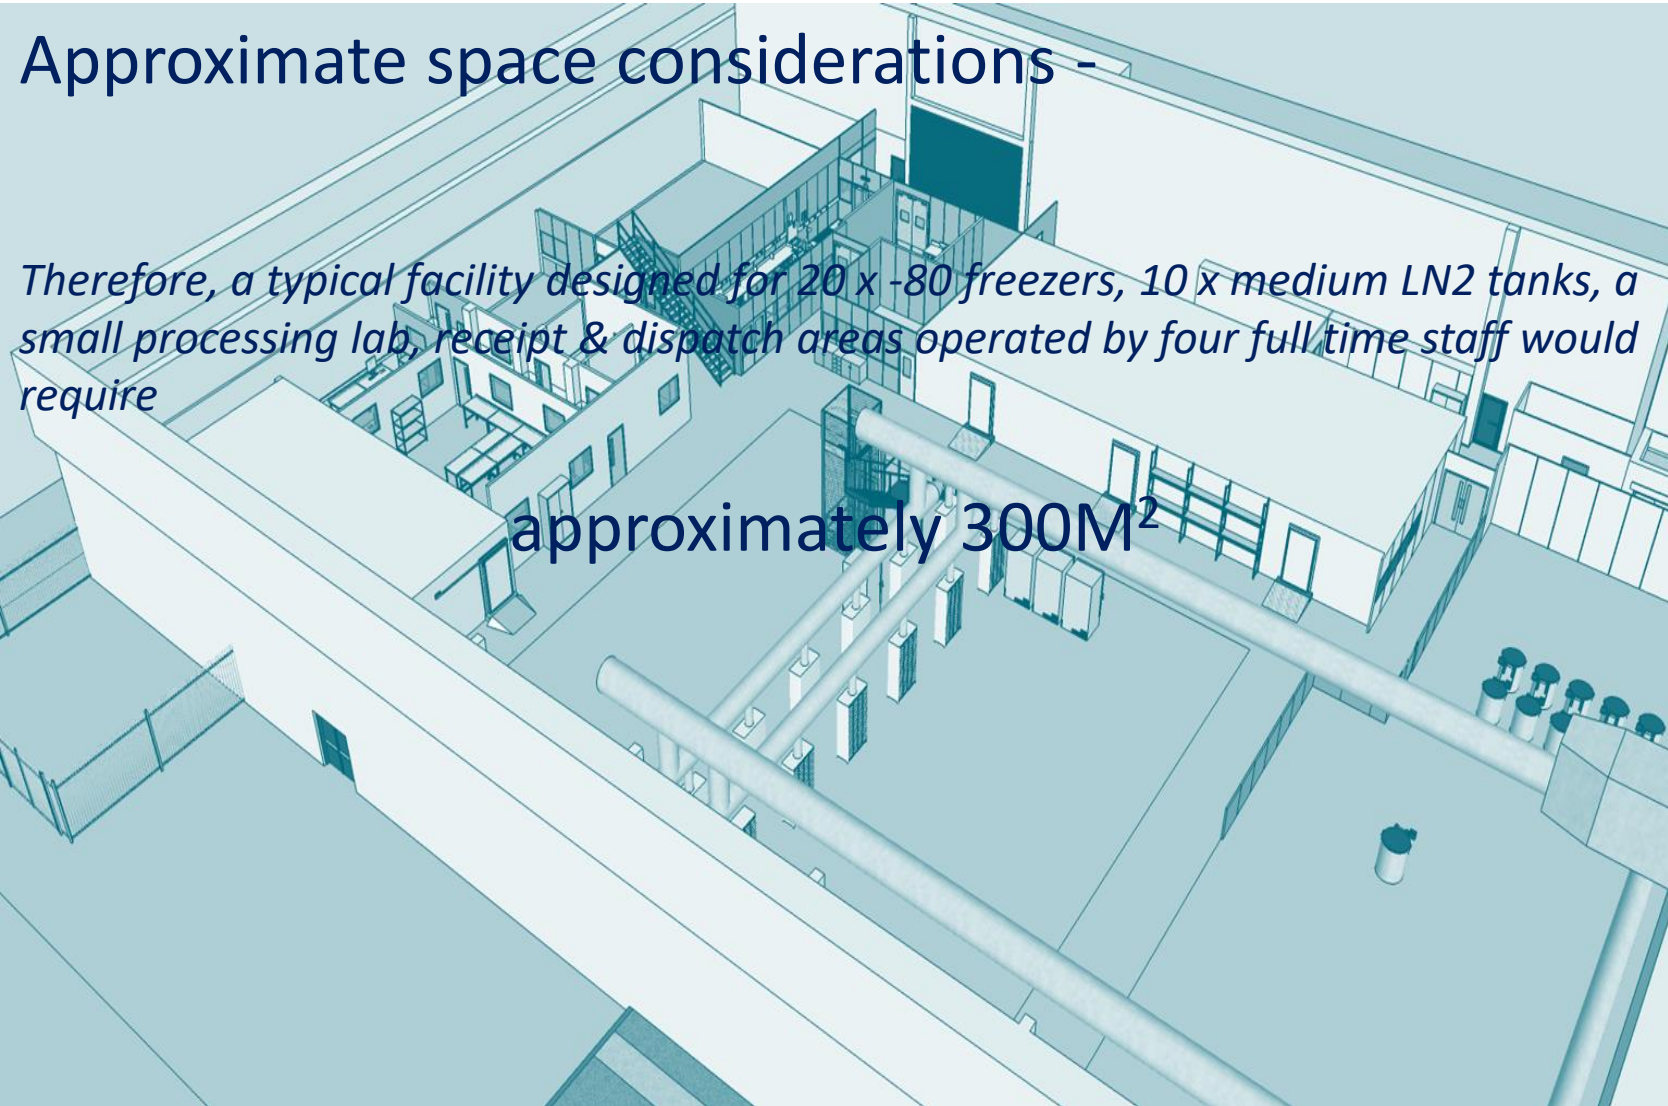 Approximate space considerations -
Therefore, a typical facility designed for 20 x -80 freezers, 10 x medium LN2 tanks, a
small processing lab, receipt & dispatch areas operated by four full time staff would
require
approximately 300M²